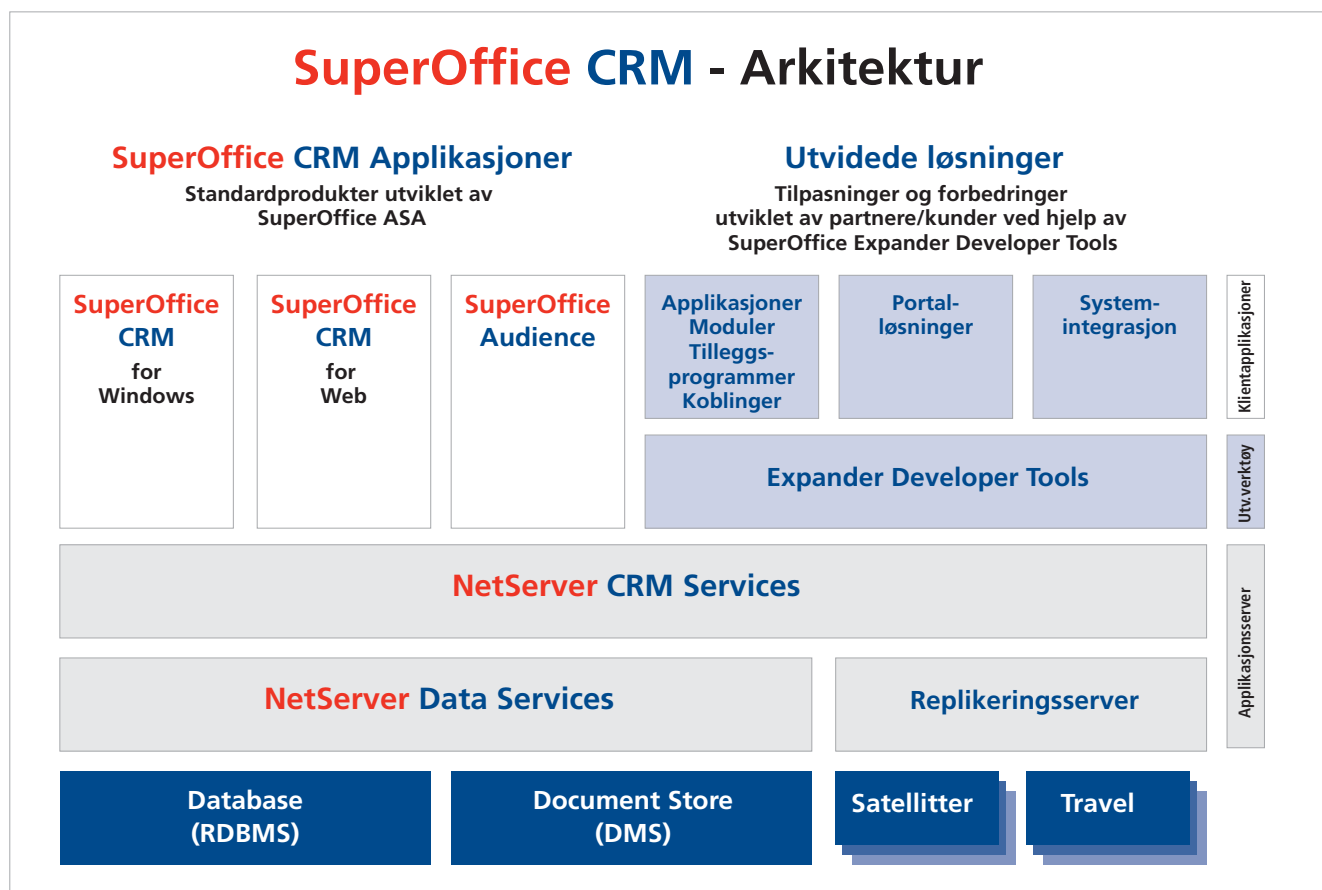 SuperOffice CRM - Arkitektur
SuperOffice CRM Applikasjoner
Standardprodukter utviklet av
SuperOffice ASA
Utvidede løsninger
Tilpasninger og forbedringer
utviklet av partnere/kunder ved hjelp av
SuperOffice Expander Developer Tools
SuperOffice
CRM
for
Windows
SuperOffice
CRM
for
Web
SuperOffice
Audience
Applikasjoner
Moduler
Tilleggs-
programmer
Koblinger
Portal-
løsninger
System-
integrasjon
Klientapplikasjoner
Expander Developer Tools
Utv.verktøy
NetServer CRM Services
NetServer Data Services
Replikeringsserver
Applikasjonsserver
Database
(RDBMS)
Document Store
(DMS)
Satellitter
Travel